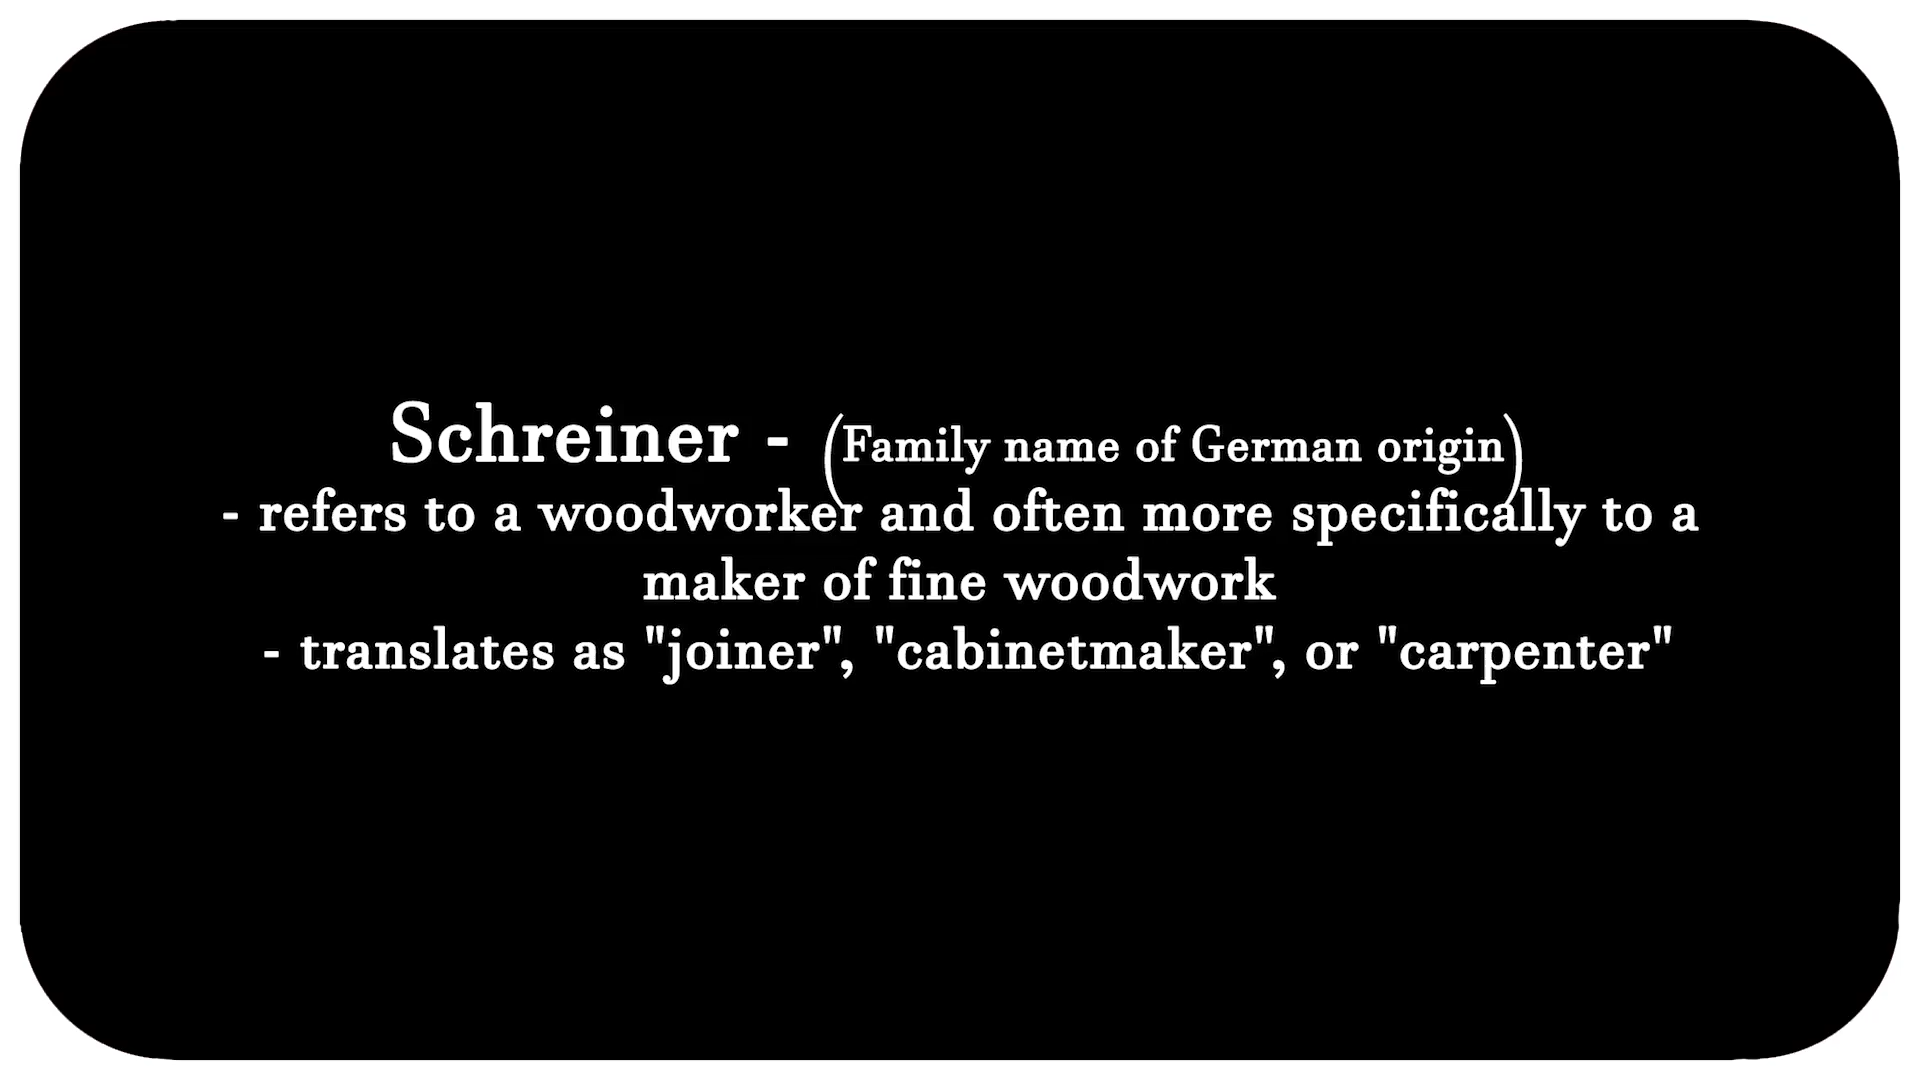 Schreiner - (Family name of German origin)
- refers to a woodworker and often more specifically to a
maker of fine woodwork
- translates as "joiner", "cabinetmaker", or "carpenter"